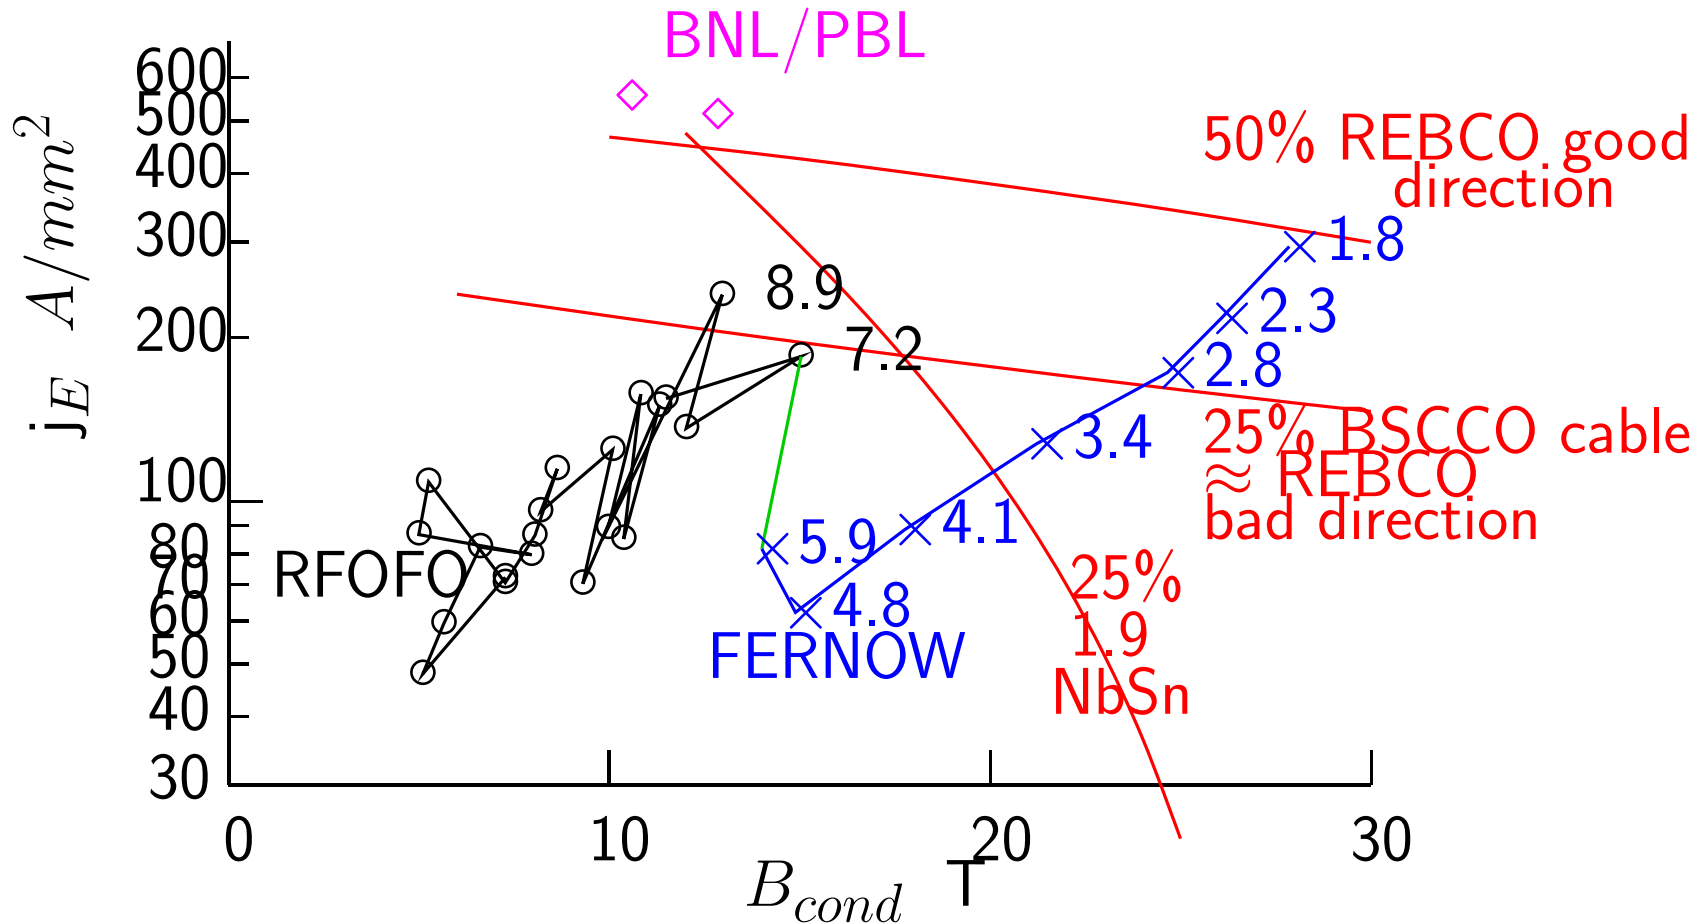 BNL/PBL
600
500
400
300
200
100
80
70
60
50
40
30
j_E A/mm^2
50% REBCO good
direction
1.8
2.3
2.8
3.4
4.1
5.9
4.8
FERNOW
8.9
7.2
RFOFO
25% BSCCO cable
≈ REBCO
bad direction
25%
1.9
NbSn
0
10
20
30
B_cond T